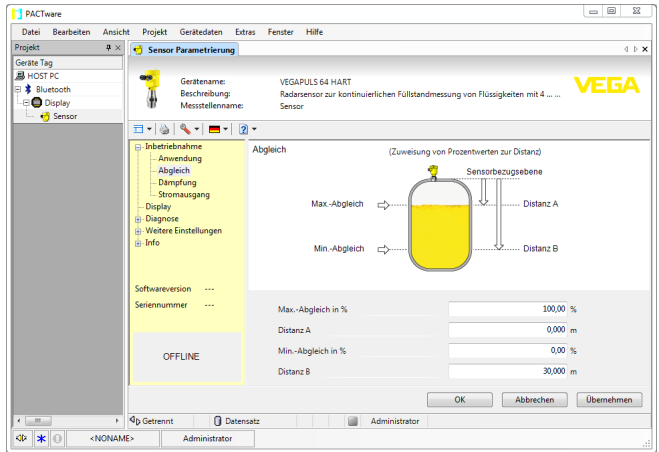 PACTware
Datei Bearbeiten Ansicht Projekt Gerätedaten Extras Fenster Hilfe
Projekt
Geräte Tag
HOST PC
Bluetooth
Display
Sensor
Sensor Parametrierung
Gerätename: VEGAPULS 64 HART
Beschreibung: Radarsensor zur kontinuierlichen Füllstandmessung von Flüssigkeiten mit 4 ... ...
Messstellenname: Sensor
VEGA
Inbetriebnahme
Anwendung
Abgleich
Dämpfung
Stromausgang
Display
Diagnose
Weitere Einstellungen
Info
Softwareversion ---
Seriennummer ---
OFFLINE
Abgleich
(Zuweisung von Prozentwerten zur Distanz)
Sensorbezugsebene
Max.-Abgleich
Distanz A
Min.-Abgleich
Distanz B
Max.-Abgleich in % 100,00 %
Distanz A 0,000 m
Min.-Abgleich in % 0,00 %
Distanz B 30,000 m
OK Abbrechen Übernehmen
Getrennt Datensatz Administrator
<NONAME> Administrator